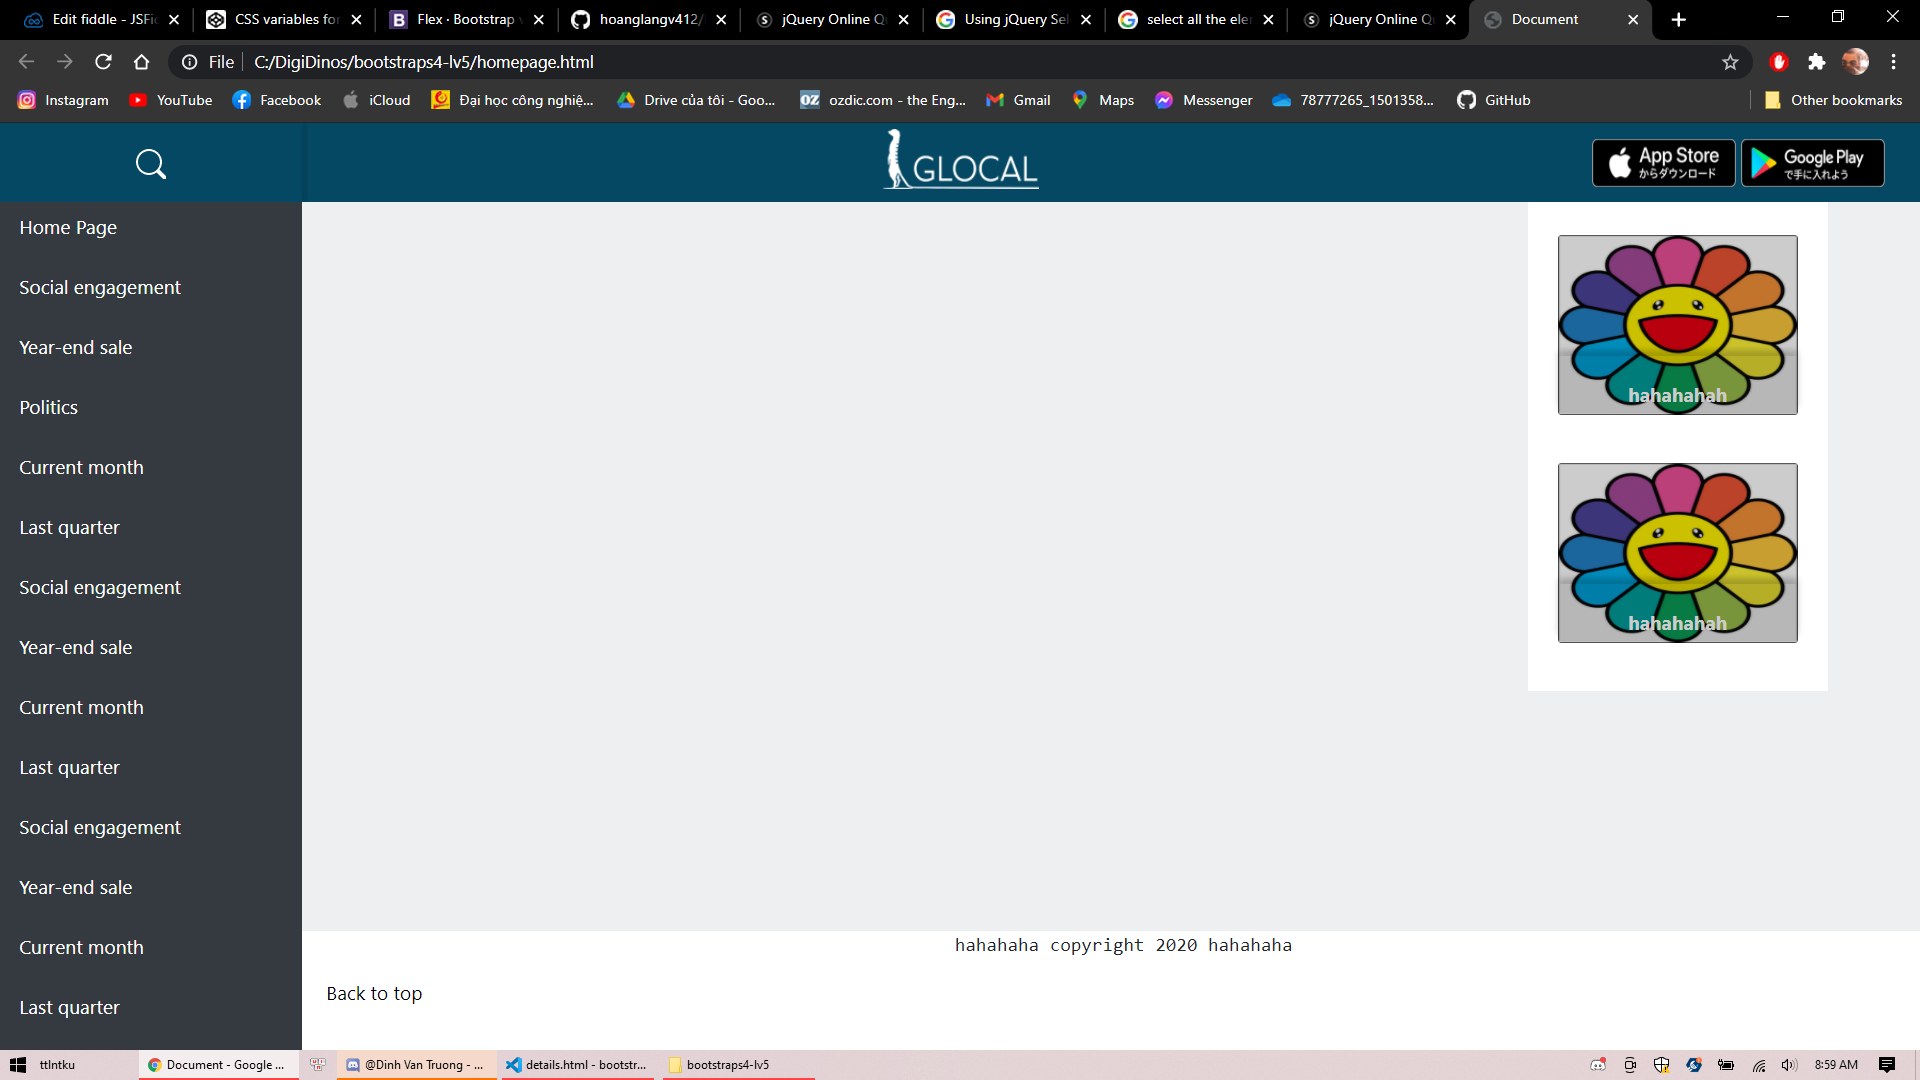 Edit fiddle - JSFi
CSS variables for
Flex · Bootstrap v
hoanglangv412/
jQuery Online Q
Using jQuery Sel
select all the eler
jQuery Online Q
Document
File
C:/DigiDinos/bootstraps4-lv5/homepage.html
Instagram
YouTube
Facebook
iCloud
Đại học công nghiệ...
Drive của tôi - Goo...
OZ ozdic.com - the Eng...
Gmail
Maps
Messenger
78777265_1501358...
GitHub
Other bookmarks
GLOCAL
App Store
からダウンロード
Google Play
で手に入れよう
Home Page
Social engagement
Year-end sale
Politics
Current month
Last quarter
Social engagement
Year-end sale
Current month
Last quarter
Social engagement
Year-end sale
Current month
Last quarter
hahahahah
hahahahah
hahahaha copyright 2020 hahahaha
Back to top
ttlntku
Document - Google ...
@Dinh Van Truong - ...
details.html - bootstr...
bootstraps4-lv5
8:59 AM